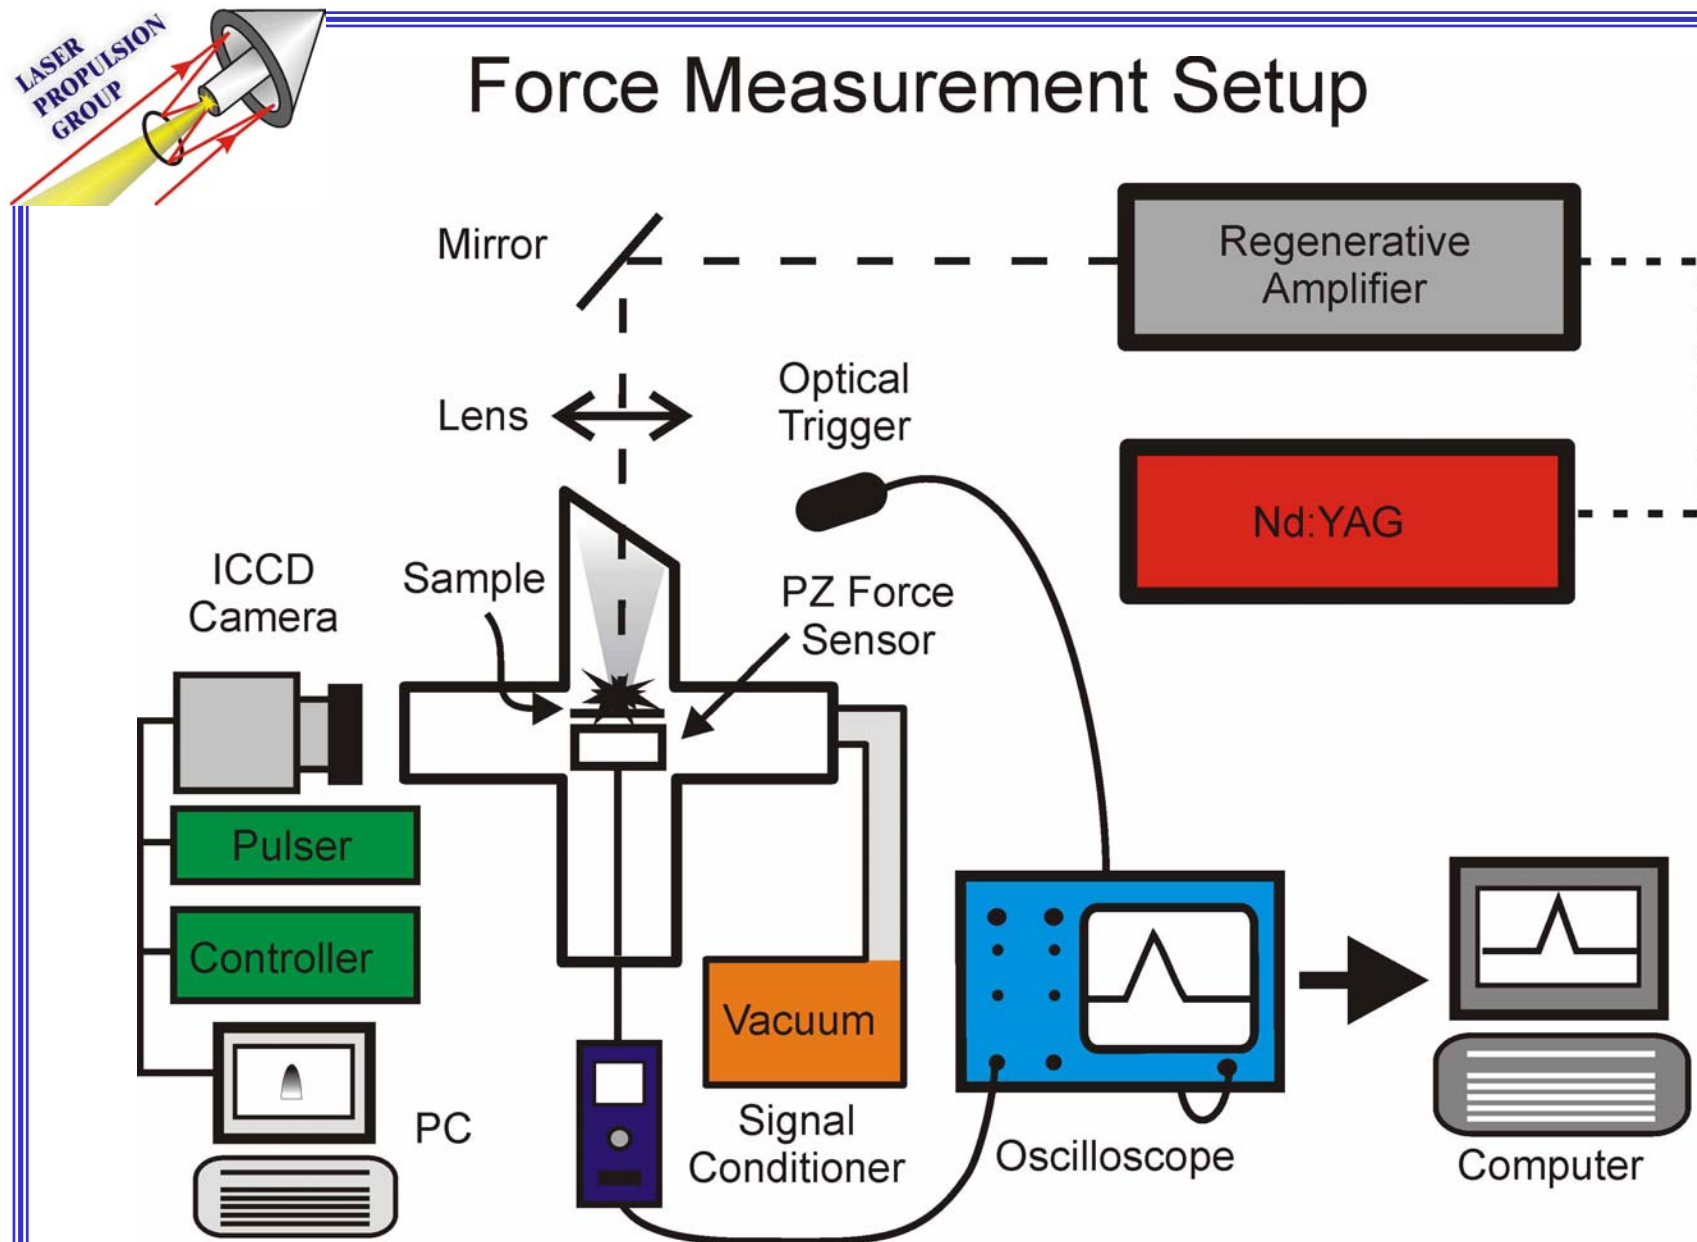 LASER
PROPULSION
GROUP
Force Measurement Setup
Mirror
Regenerative
Amplifier
Lens
Optical
Trigger
Nd:YAG
ICCD
Camera
Sample
PZ Force
Sensor
Pulser
Controller
Vacuum
PC
Signal
Conditioner
Oscilloscope
Computer